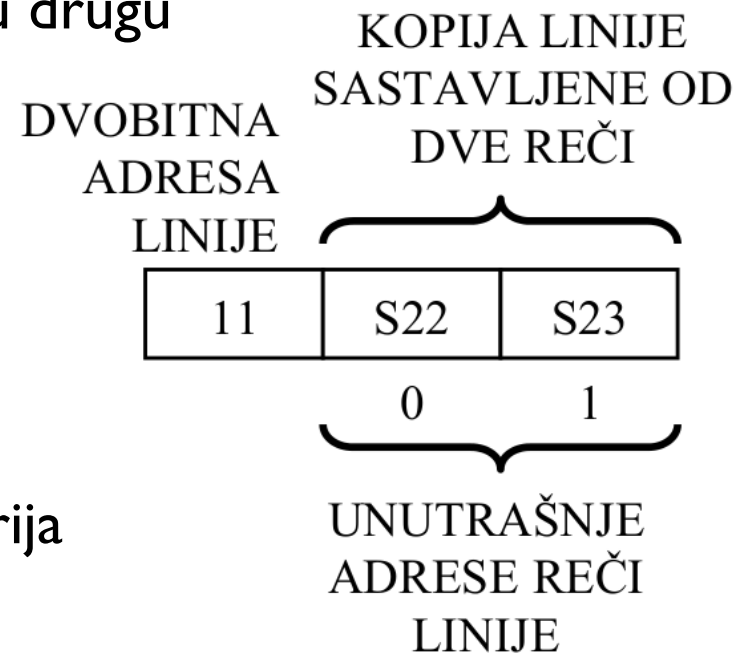 u drugu
KOPIJA LINIJE
SASTAVLJENE OD
DVE REČI
DVOBITNA
ADRESA
LINIJE
11 S22 S23
0 1
rija
UNUTRAŠNJE
ADRESE REČI
LINIJE